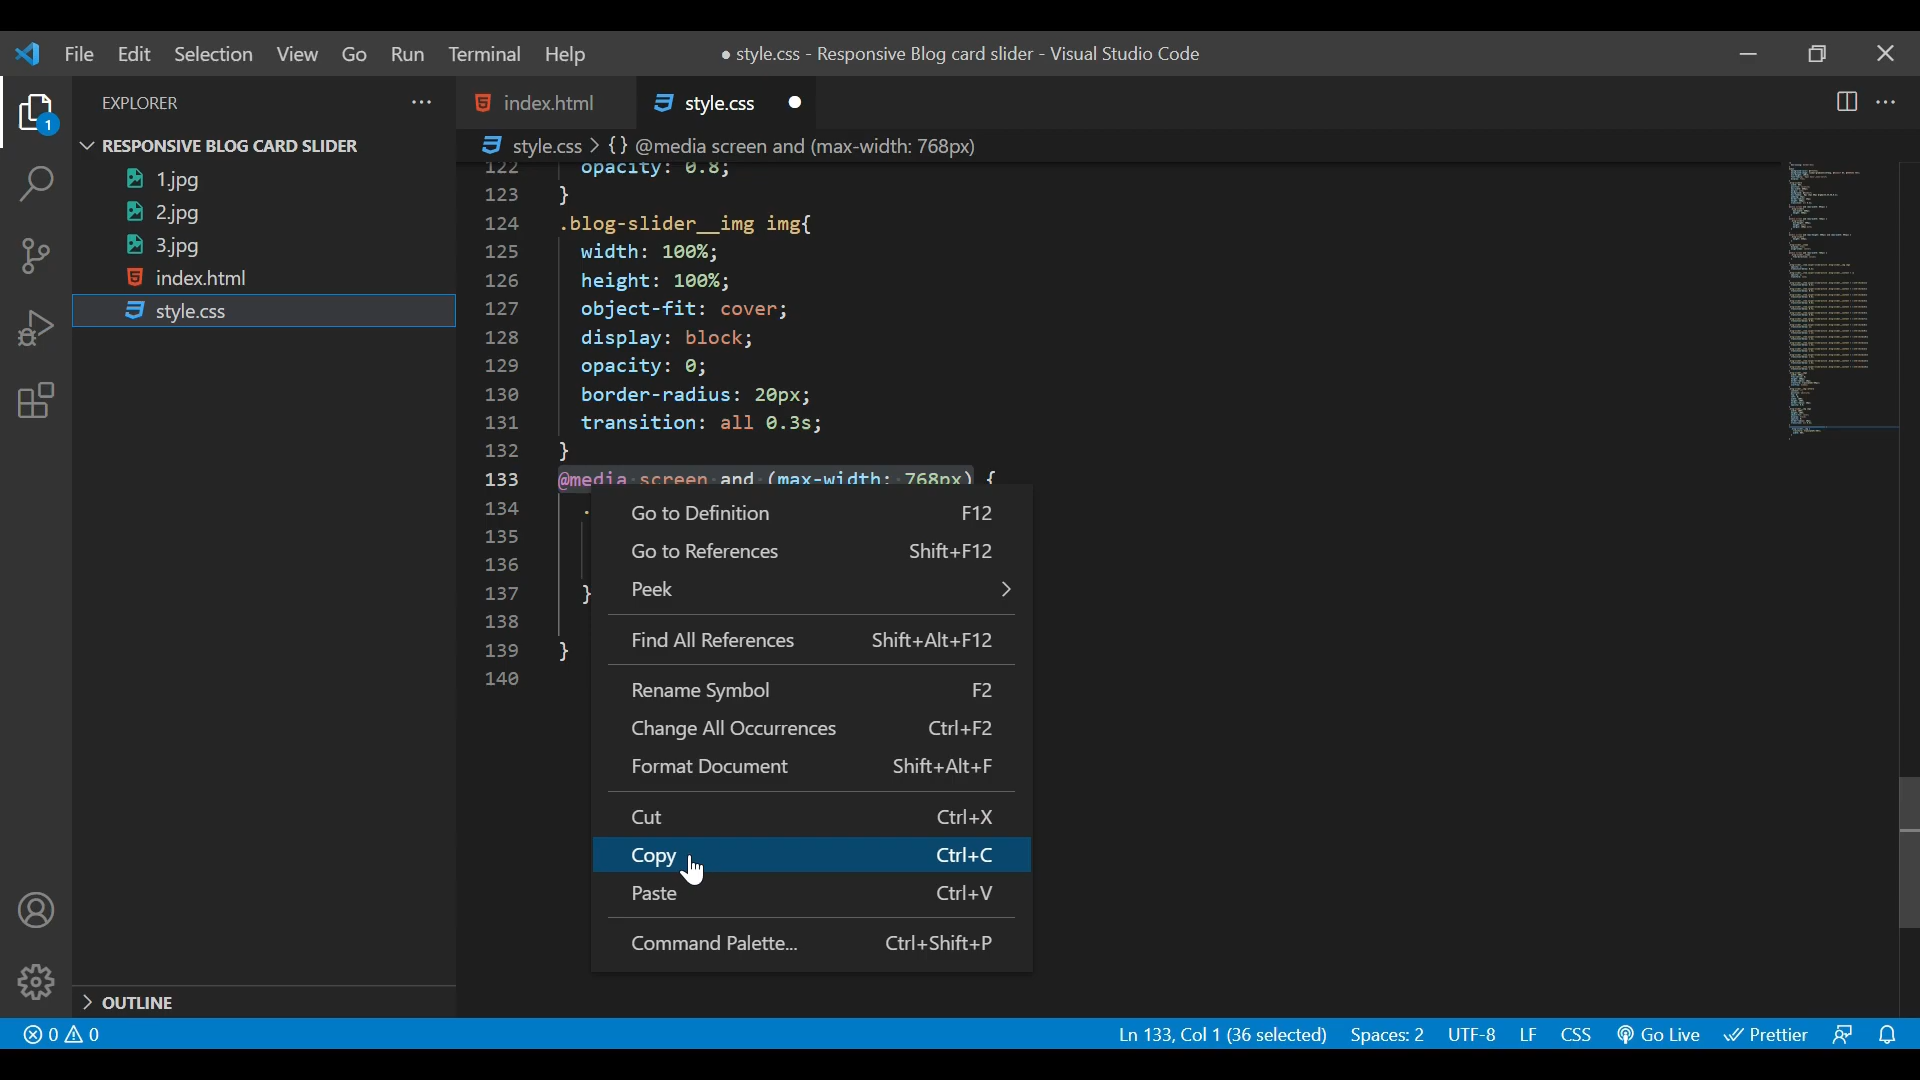 File Edit Selection View Go Run Terminal Help
● style.css - Responsive Blog card slider - Visual Studio Code
1
EXPLORER
RESPONSIVE BLOG CARD SLIDER
1.jpg
2.jpg
3.jpg
index.html
style.css
OUTLINE
index.html style.css
style.css > {} @media screen and (max-width: 768px)
122 opacity: 0.8;
123 }
124 .blog-slider__img img{
125 width: 100%;
126 height: 100%;
127 object-fit: cover;
128 display: block;
129 opacity: 0;
130 border-radius: 20px;
131 transition: all 0.3s;
132 }
133 @media screen and (max-width: 768px) {
134 .
135
136
137 }
138
139 }
140
Go to Definition F12
Go to References Shift+F12
Peek
Find All References Shift+Alt+F12
Rename Symbol F2
Change All Occurrences Ctrl+F2
Format Document Shift+Alt+F
Cut Ctrl+X
Copy Ctrl+C
Paste Ctrl+V
Command Palette... Ctrl+Shift+P
0 0 Ln 133, Col 1 (36 selected) Spaces: 2 UTF-8 LF CSS Go Live Prettier